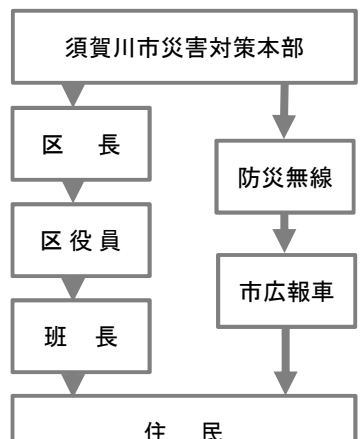 須賀川市災害対策本部
区　長
防災無線
区役員
市広報車
班　長
住　民